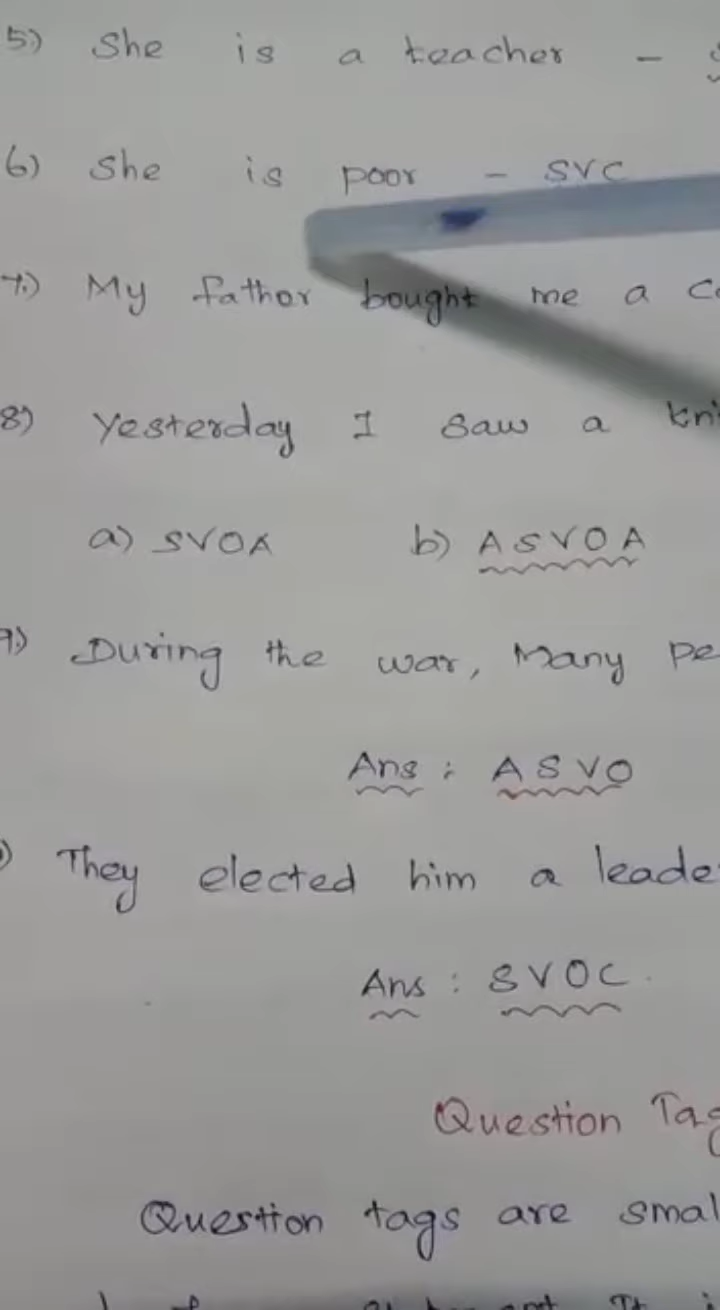 5) She is a teacher -
6) She is poor - SVC
7.) My father bought me a
8) Yesterday I saw a
a) SVOA b) ASVOA
9.) During the war, Many
Ans : ASVO
) They elected him a
Ans : SVOC.
Question
Question tags are